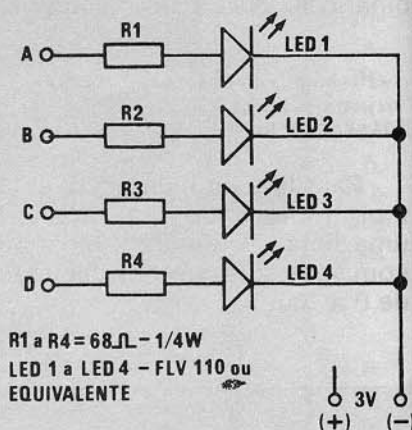 A R1 LED 1
B R2 LED 2
C R3 LED 3
D R4 LED 4
R1 a R4 = 68Ω - 1/4W
LED 1 a LED 4 - FLV 110 ou
EQUIVALENTE
3V
(+) (-)